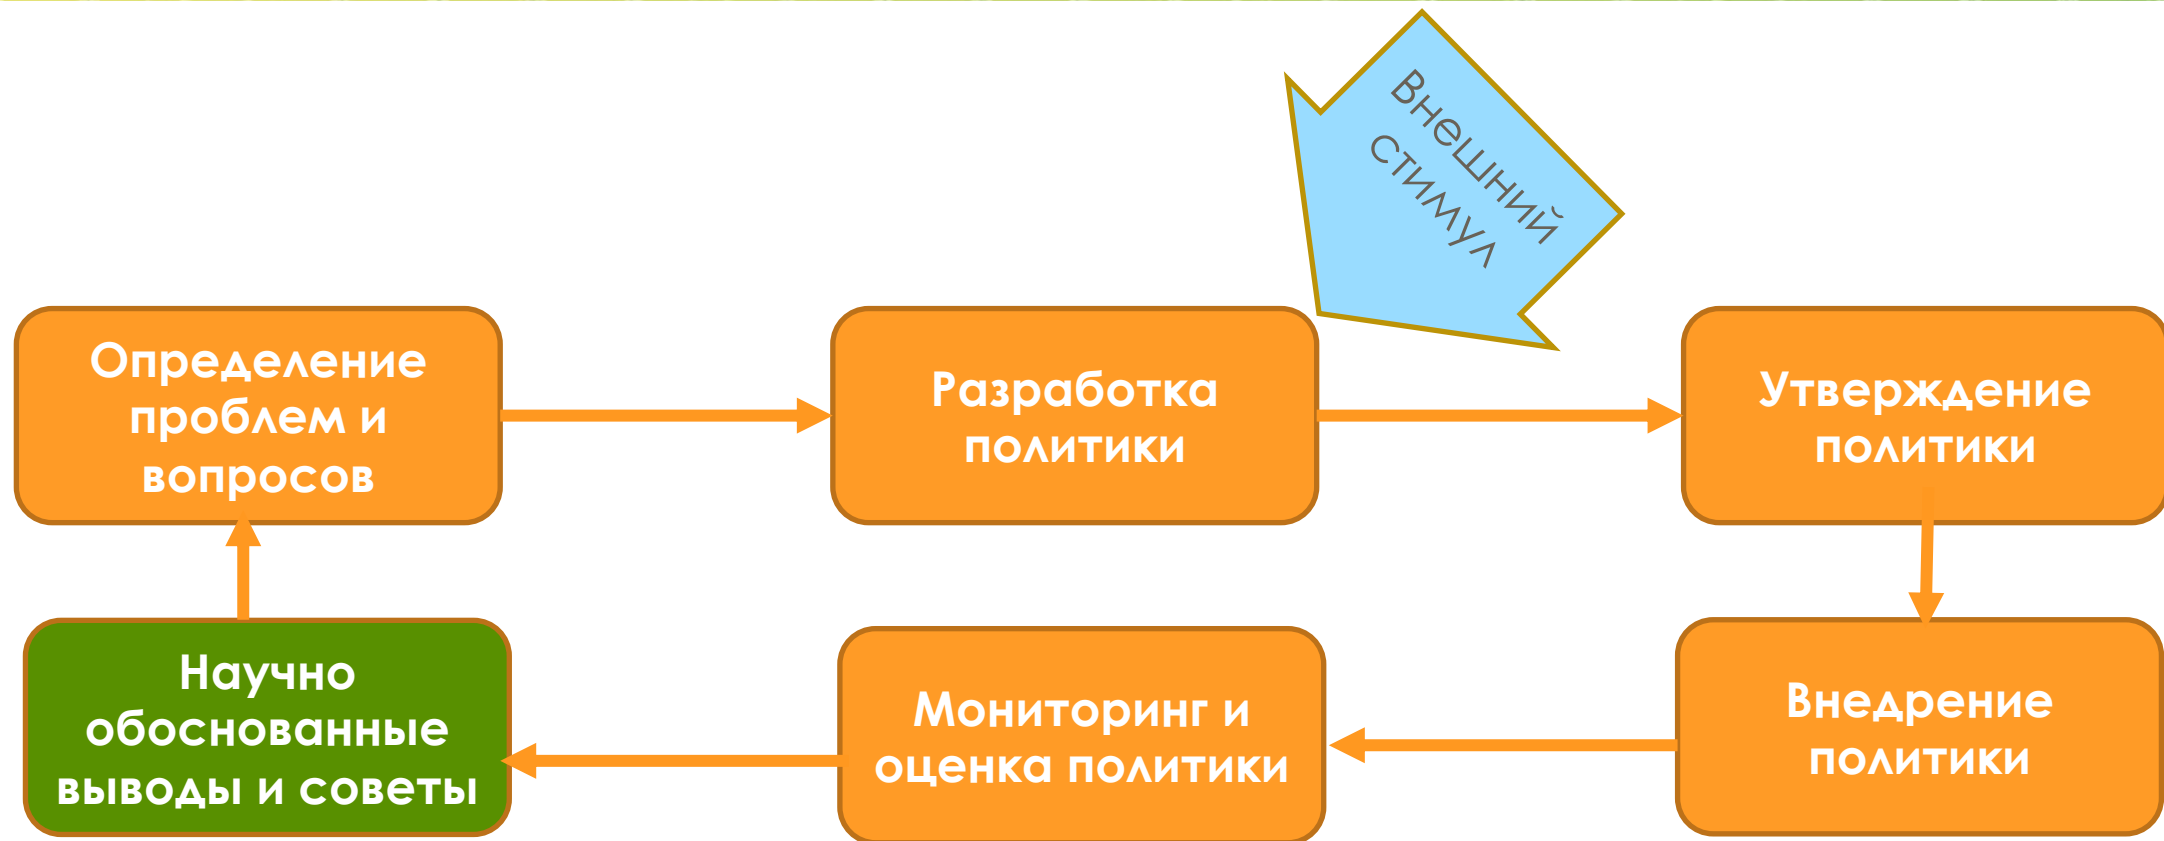 Внешний
стимул
Определение
проблем и
вопросов
Разработка
политики
Утверждение
политики
Научно
обоснованные
выводы и советы
Мониторинг и
оценка политики
Внедрение
политики